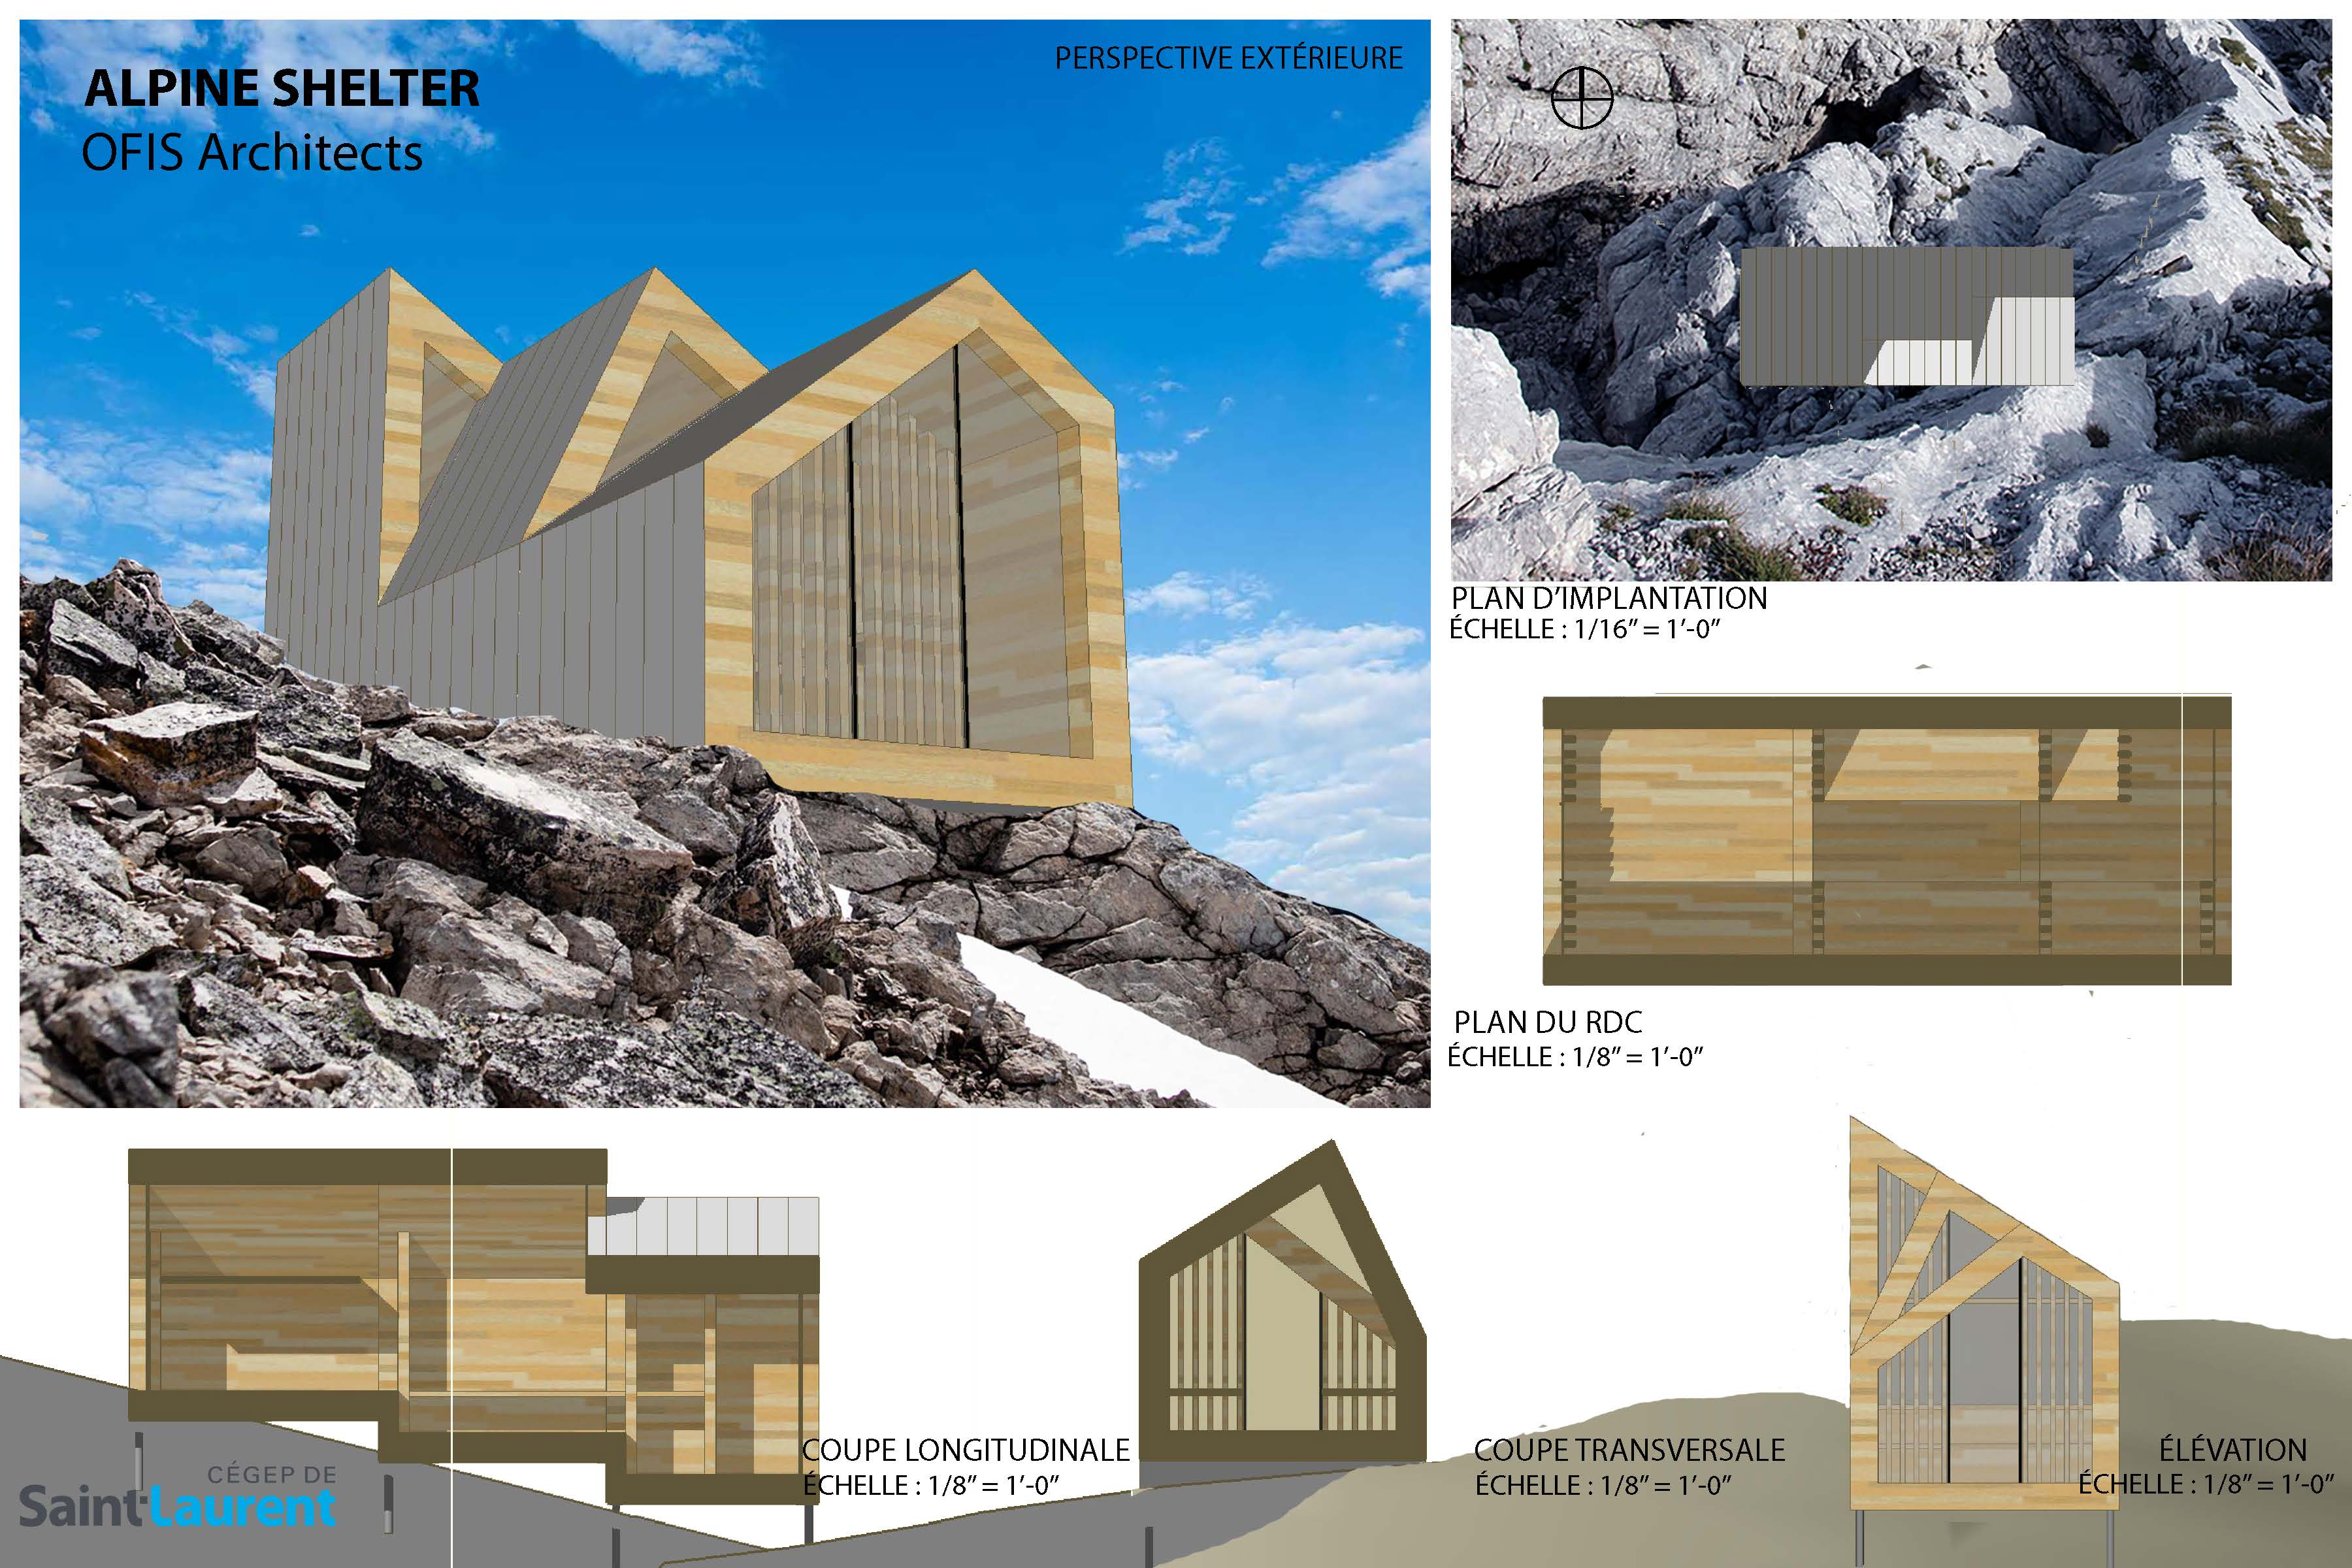 ALPINE SHELTER
OFIS Architects
PERSPECTIVE EXTÉRIEURE
PLAN D’IMPLANTATION
ÉCHELLE : 1/16” = 1’-0”
PLAN DU RDC
ÉCHELLE : 1/8” = 1’-0”
COUPE LONGITUDINALE
ÉCHELLE : 1/8” = 1’-0”
COUPE TRANSVERSALE
ÉCHELLE : 1/8” = 1’-0”
ÉLÉVATION
ÉCHELLE : 1/8” = 1’-0”
CÉGEP DE
Saint-Laurent